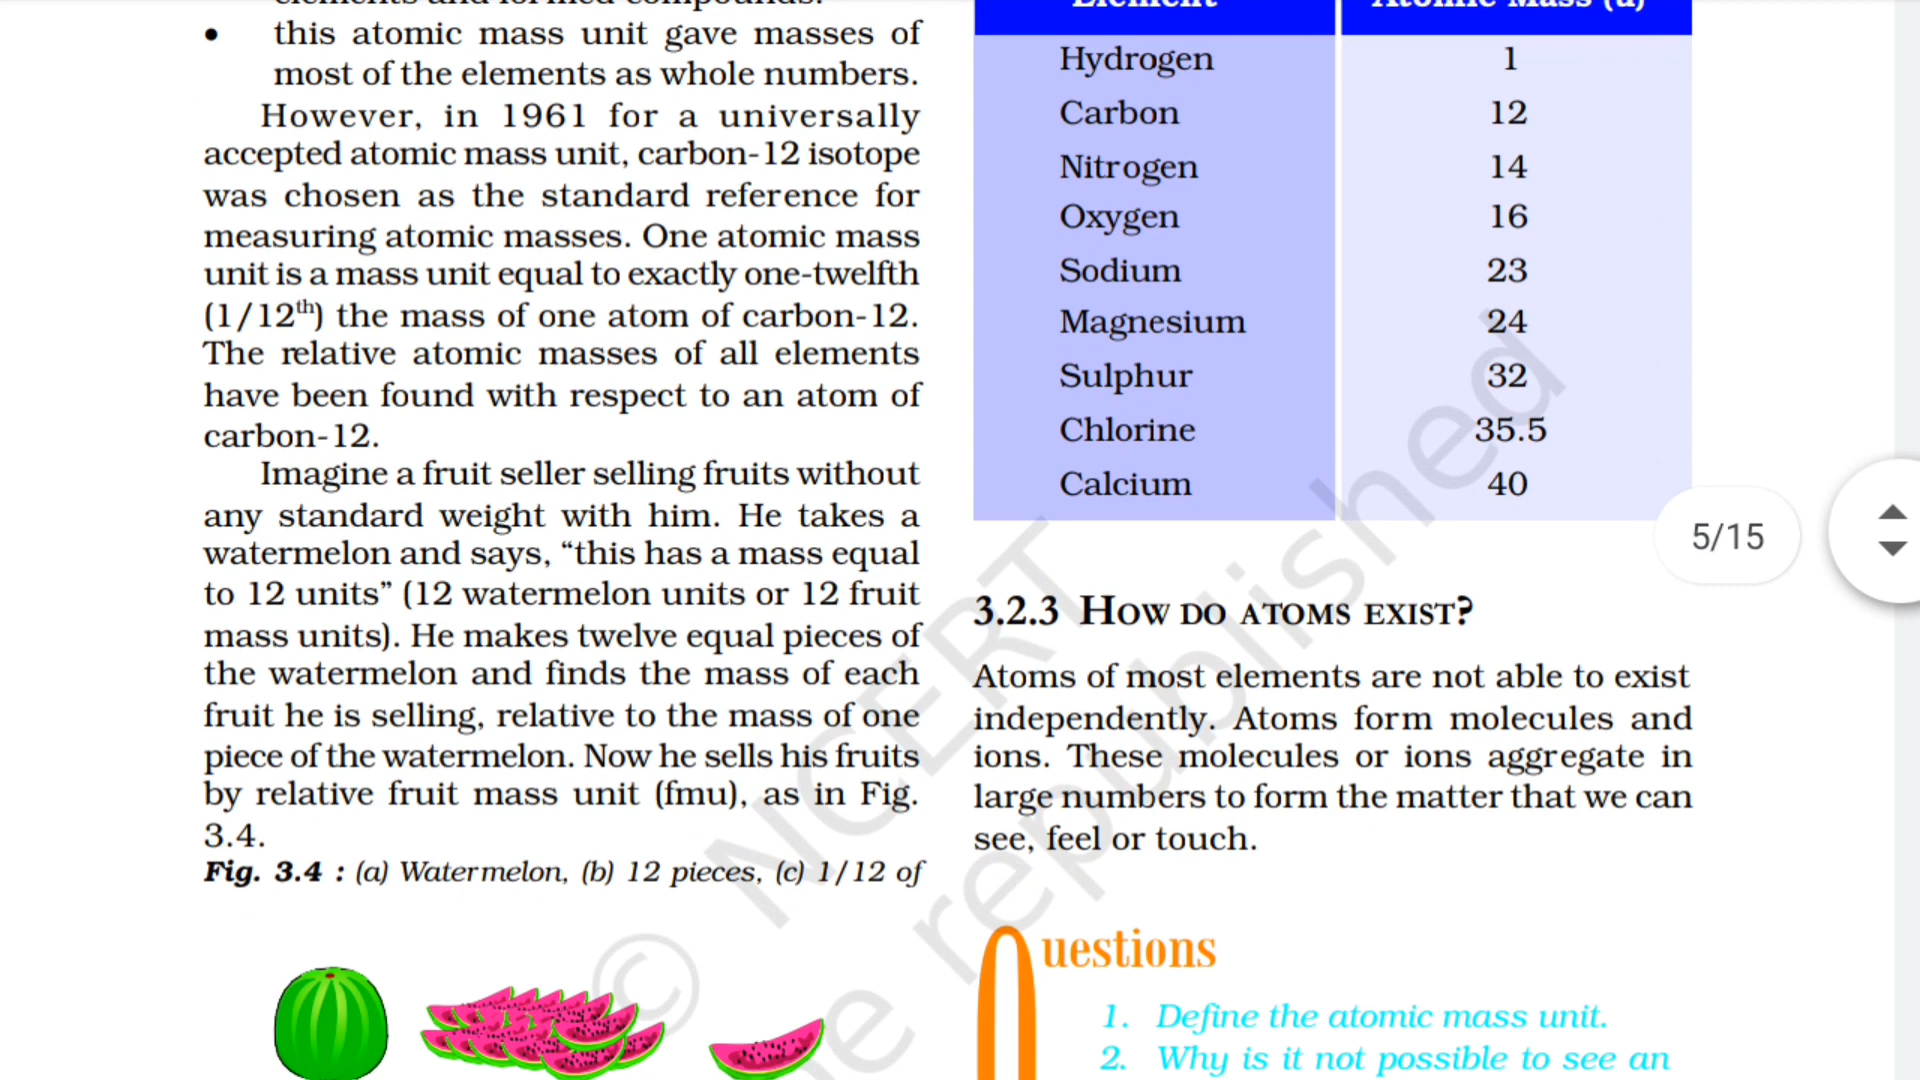 elements and formed compounds.
• this atomic mass unit gave masses of
most of the elements as whole numbers.
However, in 1961 for a universally
accepted atomic mass unit, carbon-12 isotope
was chosen as the standard reference for
measuring atomic masses. One atomic mass
unit is a mass unit equal to exactly one-twelfth
(1/12th) the mass of one atom of carbon-12.
The relative atomic masses of all elements
have been found with respect to an atom of
carbon-12.
Imagine a fruit seller selling fruits without
any standard weight with him. He takes a
watermelon and says, “this has a mass equal
to 12 units” (12 watermelon units or 12 fruit
mass units). He makes twelve equal pieces of
the watermelon and finds the mass of each
fruit he is selling, relative to the mass of one
piece of the watermelon. Now he sells his fruits
by relative fruit mass unit (fmu), as in Fig.
3.4.
Fig. 3.4 : (a) Watermelon, (b) 12 pieces, (c) 1/12 of
Element Atomic Mass (u)
Hydrogen 1
Carbon 12
Nitrogen 14
Oxygen 16
Sodium 23
Magnesium 24
Sulphur 32
Chlorine 35.5
Calcium 40
5/15
3.2.3 HOW DO ATOMS EXIST?
Atoms of most elements are not able to exist
independently. Atoms form molecules and
ions. These molecules or ions aggregate in
large numbers to form the matter that we can
see, feel or touch.
Questions
1. Define the atomic mass unit.
2. Why is it not possible to see an
© NCERT
republished